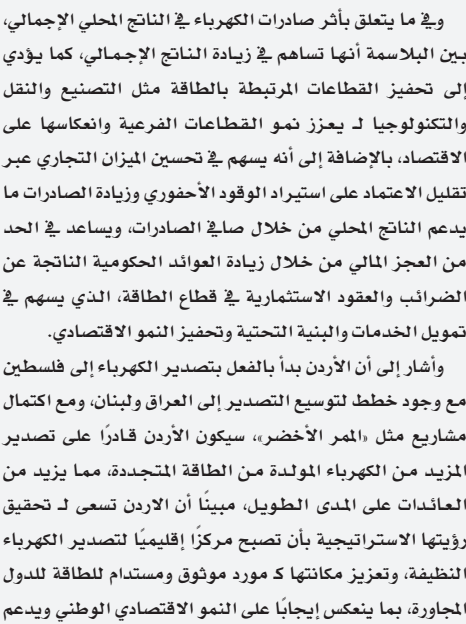 وفي ما يتعلق بأثر صادرات الكهرباء في الناتج المحلي الإجمالي،
بين البلاسمة أنها تساهم في زيادة الناتج الإجمالي، كما يؤدي
إلى تحفيز القطاعات المرتبطة بالطاقة مثل التصنيع والنقل
والتكنولوجيا لـ يعزز نمو القطاعات الفرعية وانعكاسها على
الاقتصاد، بالإضافة إلى أنه يسهم في تحسين الميزان التجاري عبر
تقليل الاعتماد على استيراد الوقود الأحفوري وزيادة الصادرات ما
يدعم الناتج المحلي من خلال صافي الصادرات، ويساعد في الحد
من العجز المالي من خلال زيادة العوائد الحكومية الناتجة عن
الضرائب والعقود الاستثمارية في قطاع الطاقة، الذي يسهم في
تمويل الخدمات والبنية التحتية وتحفيز النمو الاقتصادي.
وأشار إلى أن الأردن بدأ بالفعل بتصدير الكهرباء إلى فلسطين
مع وجود خطط لتوسيع التصدير إلى العراق ولبنان، ومع اكتمال
مشاريع مثل «الممر الأخضر»، سيكون الأردن قادرًا على تصدير
المزيد من الكهرباء المولدة من الطاقة المتجددة، مما يزيد من
العائدات على المدى الطويل، مبينًا أن الاردن تسعى لـ تحقيق
رؤيتها الاستراتيجية بأن تصبح مركزًا إقليميًا لتصدير الكهرباء
النظيفة، وتعزيز مكانتها كـ مورد موثوق ومستدام للطاقة للدول
المجاورة، بما ينعكس إيجابًا على النمو الاقتصادي الوطني ويدعم